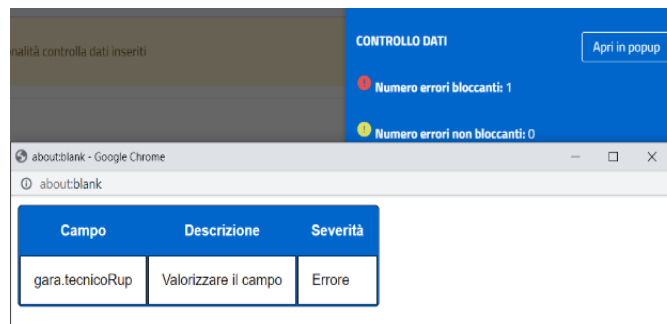 CONTROLLO DATI
Apri in popup
nalità controlla dati inseriti
Numero errori bloccanti: 1
Numero errori non bloccanti: 0
about:blank - Google Chrome
about:blank
Campo Descrizione Severità
gara.tecnicoRup Valorizzare il campo Errore